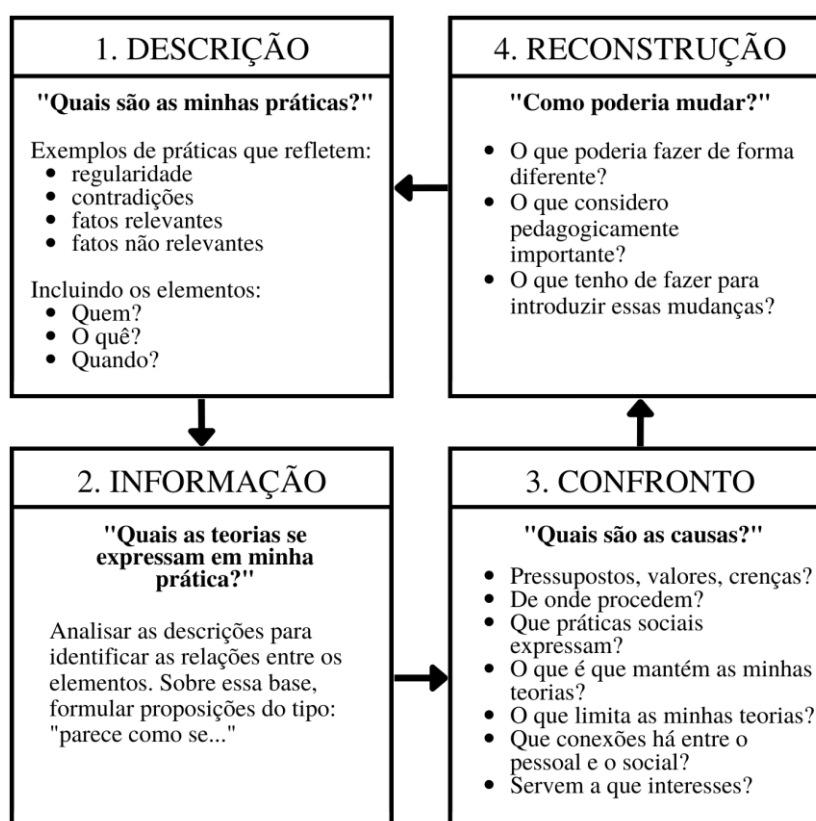 1. DESCRIÇÃO
"Quais são as minhas práticas?"
Exemplos de práticas que refletem:
• regularidade
• contradições
• fatos relevantes
• fatos não relevantes
Incluindo os elementos:
• Quem?
• O quê?
• Quando?
2. INFORMAÇÃO
"Quais as teorias se
expressam em minha
prática?"
Analisar as descrições para
identificar as relações entre os
elementos. Sobre essa base,
formular proposições do tipo:
"parece como se..."
3. CONFRONTO
"Quais são as causas?"
• Pressupostos, valores, crenças?
• De onde procedem?
• Que práticas sociais
expressam?
• O que é que mantém as minhas
teorias?
• O que limita as minhas teorias?
• Que conexões há entre o
pessoal e o social?
• Servem a que interesses?
4. RECONSTRUÇÃO
"Como poderia mudar?"
• O que poderia fazer de forma
diferente?
• O que considero
pedagogicamente
importante?
• O que tenho de fazer para
introduzir essas mudanças?